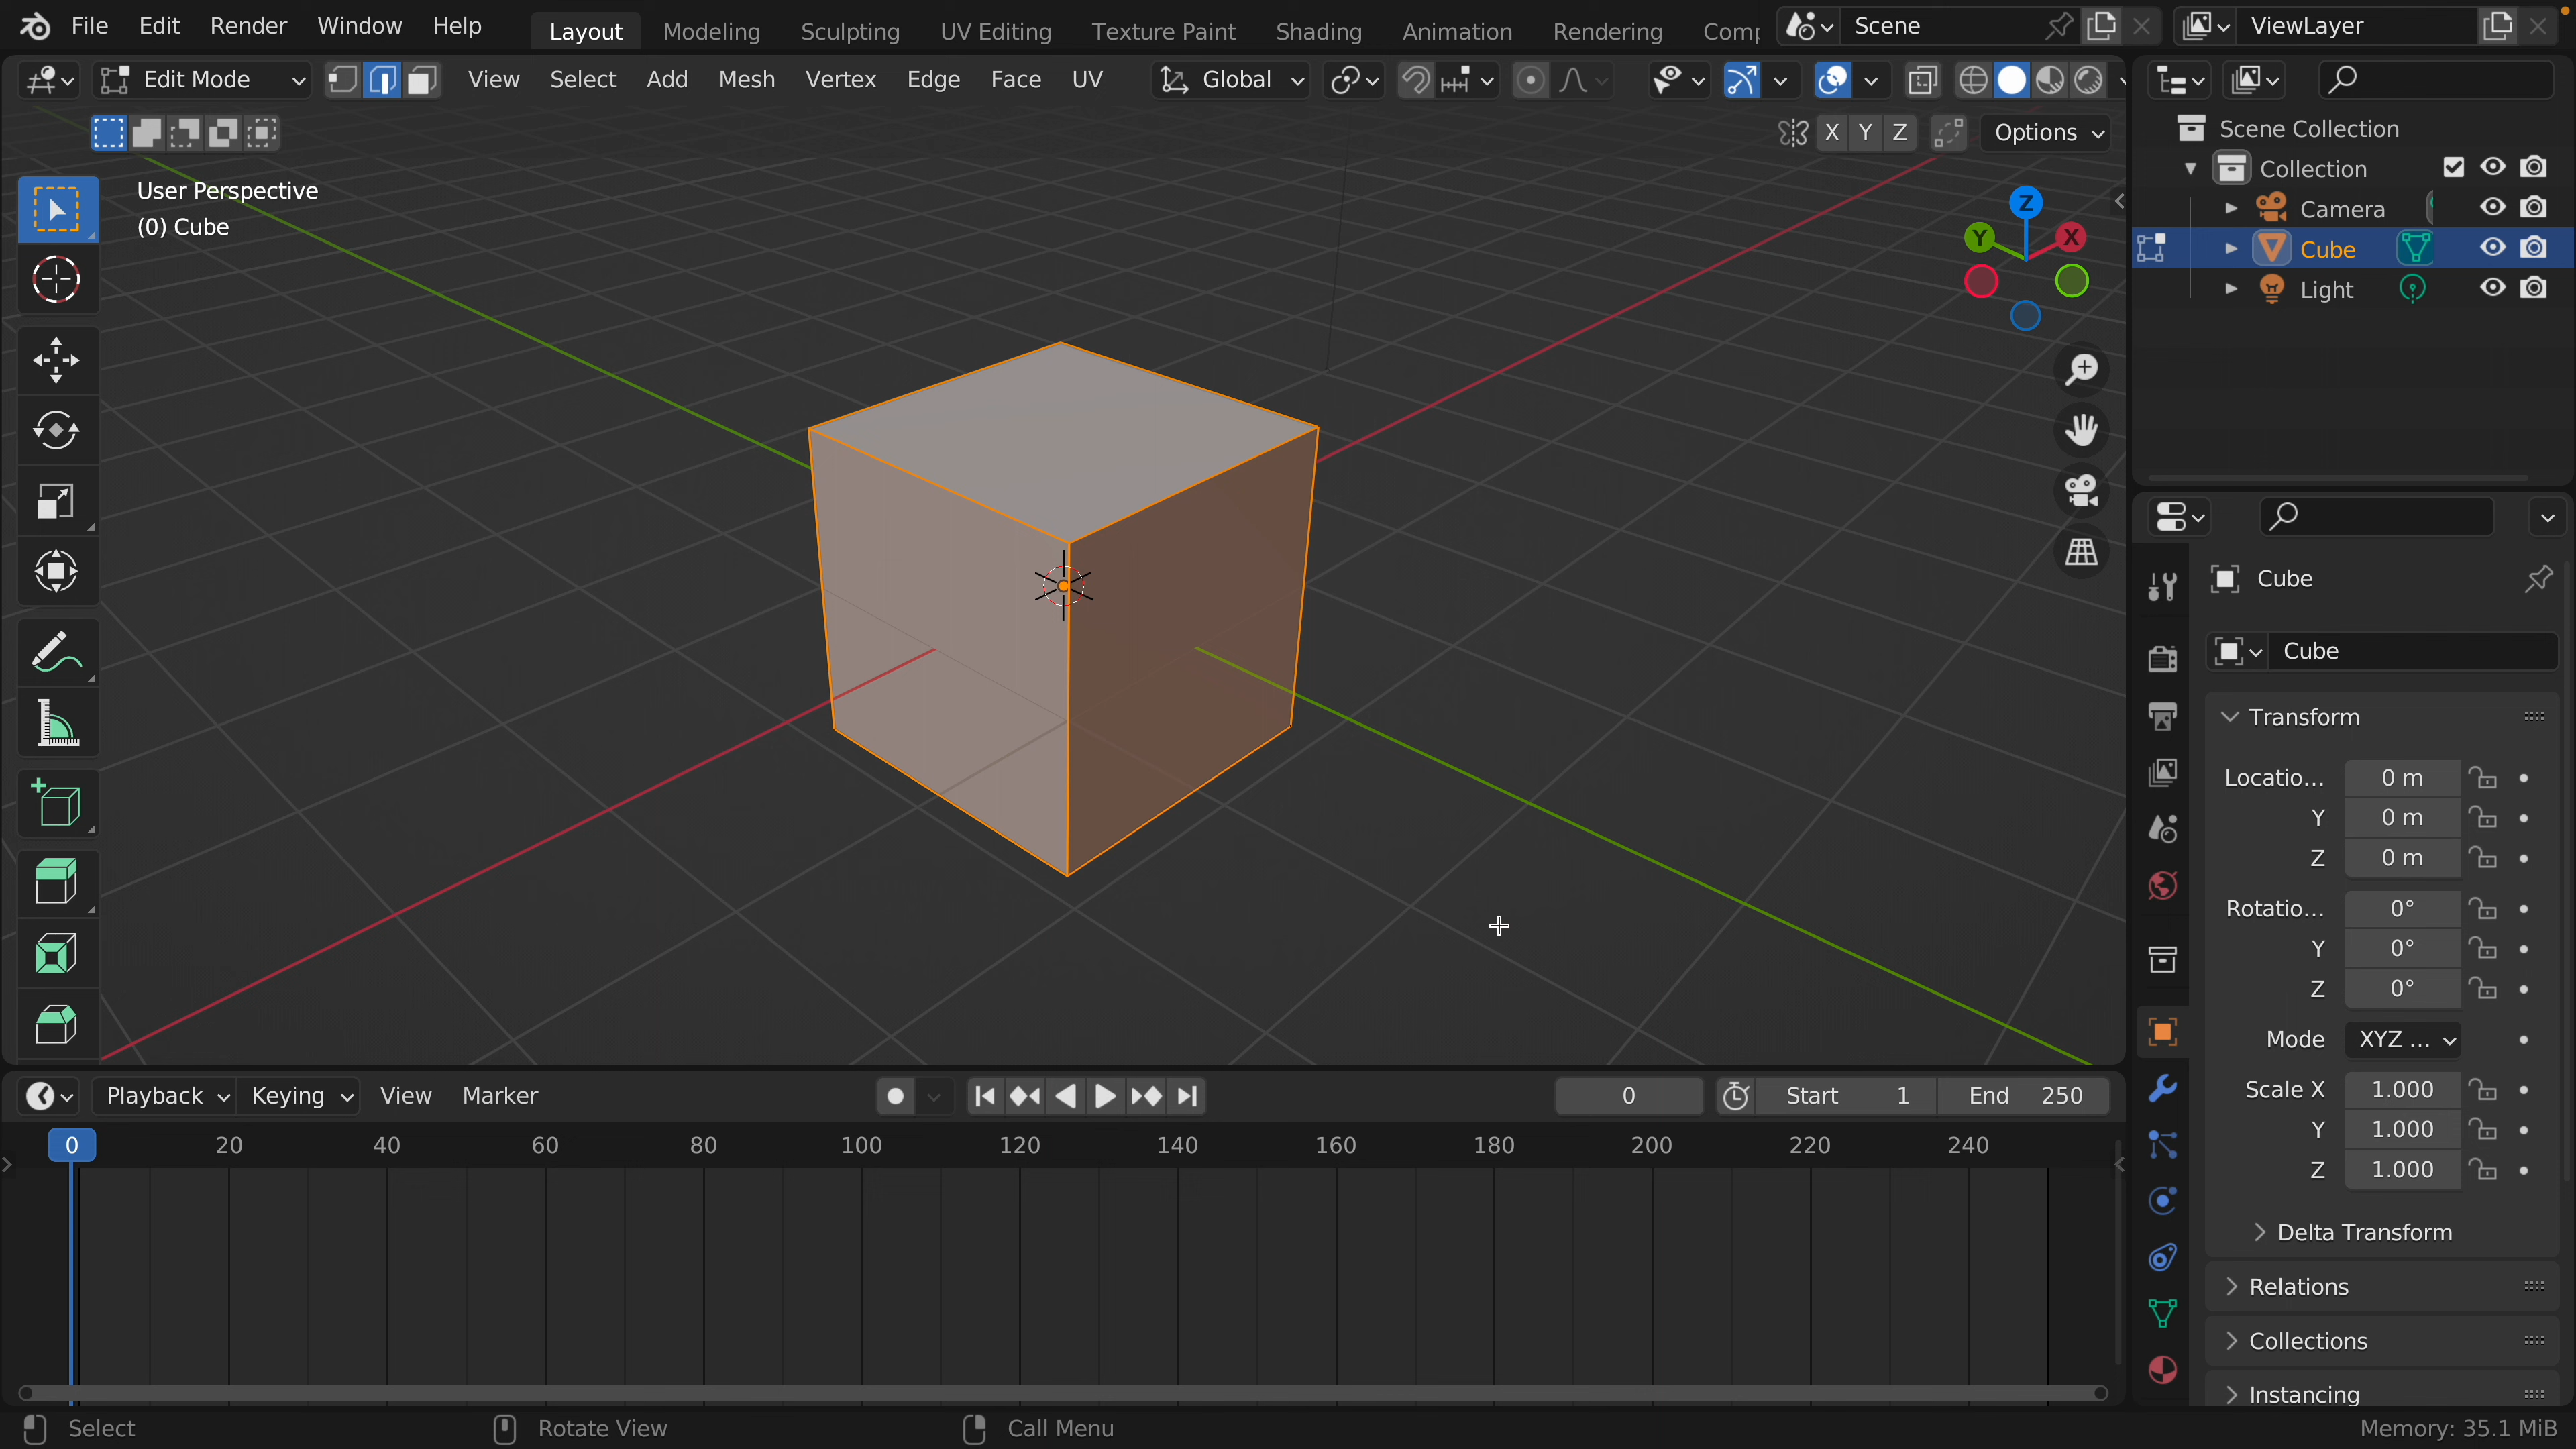 File Edit Render Window Help Layout Modeling Sculpting UV Editing Texture Paint Shading Animation Rendering Comp Scene ViewLayer
Edit Mode View Select Add Mesh Vertex Edge Face UV Global
X Y Z Options
User Perspective
(0) Cube
Z
Y X
Scene Collection
Collection
Camera
Cube
Light
Cube
Cube
Transform
Locatio... 0 m
Y 0 m
Z 0 m
Rotatio... 0°
Y 0°
Z 0°
Mode XYZ ...
Scale X 1.000
Y 1.000
Z 1.000
Delta Transform
Relations
Collections
Instancing
Playback Keying View Marker 0 Start 1 End 250
0 20 40 60 80 100 120 140 160 180 200 220 240
Select Rotate View Call Menu Memory: 35.1 MiB